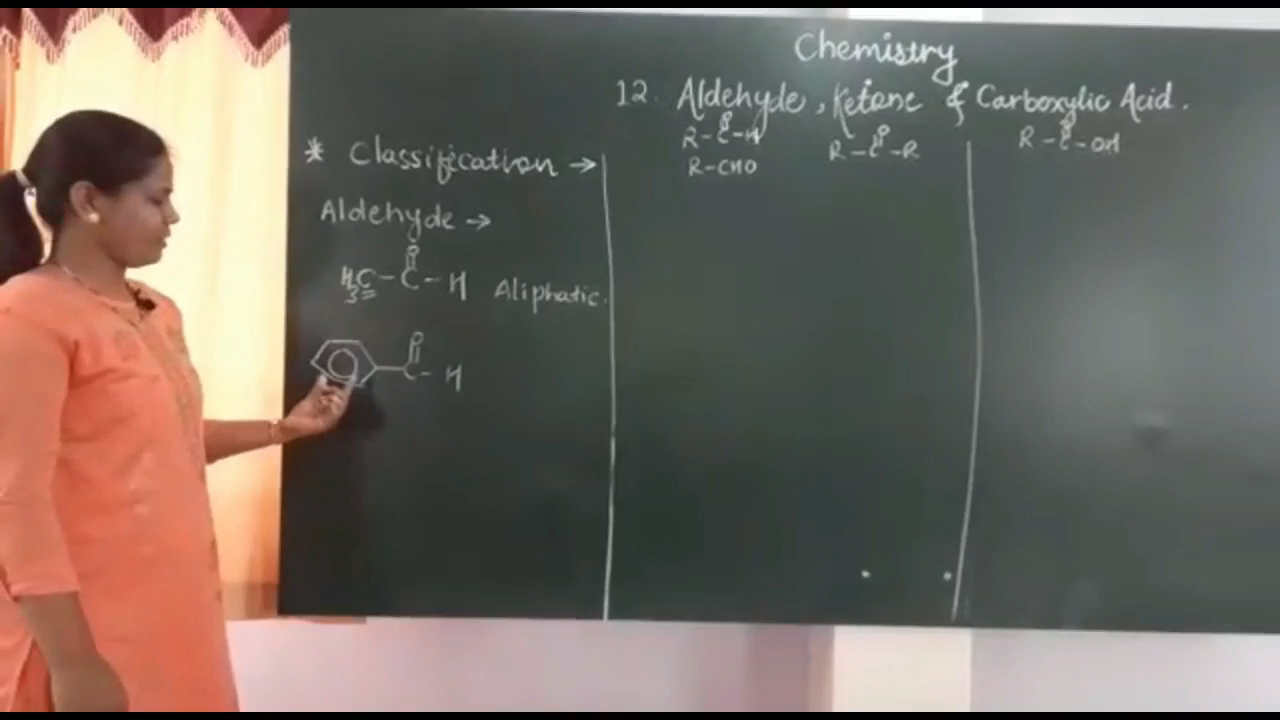 Chemistry
12. Aldehyde, Ketone & Carboxylic Acid.
R-C-H
O
R-CHO
R-C-R
O
R-C-OH
O
* Classification →
Aldehyde →
O
H3C-C-H Aliphatic.
O
C-H